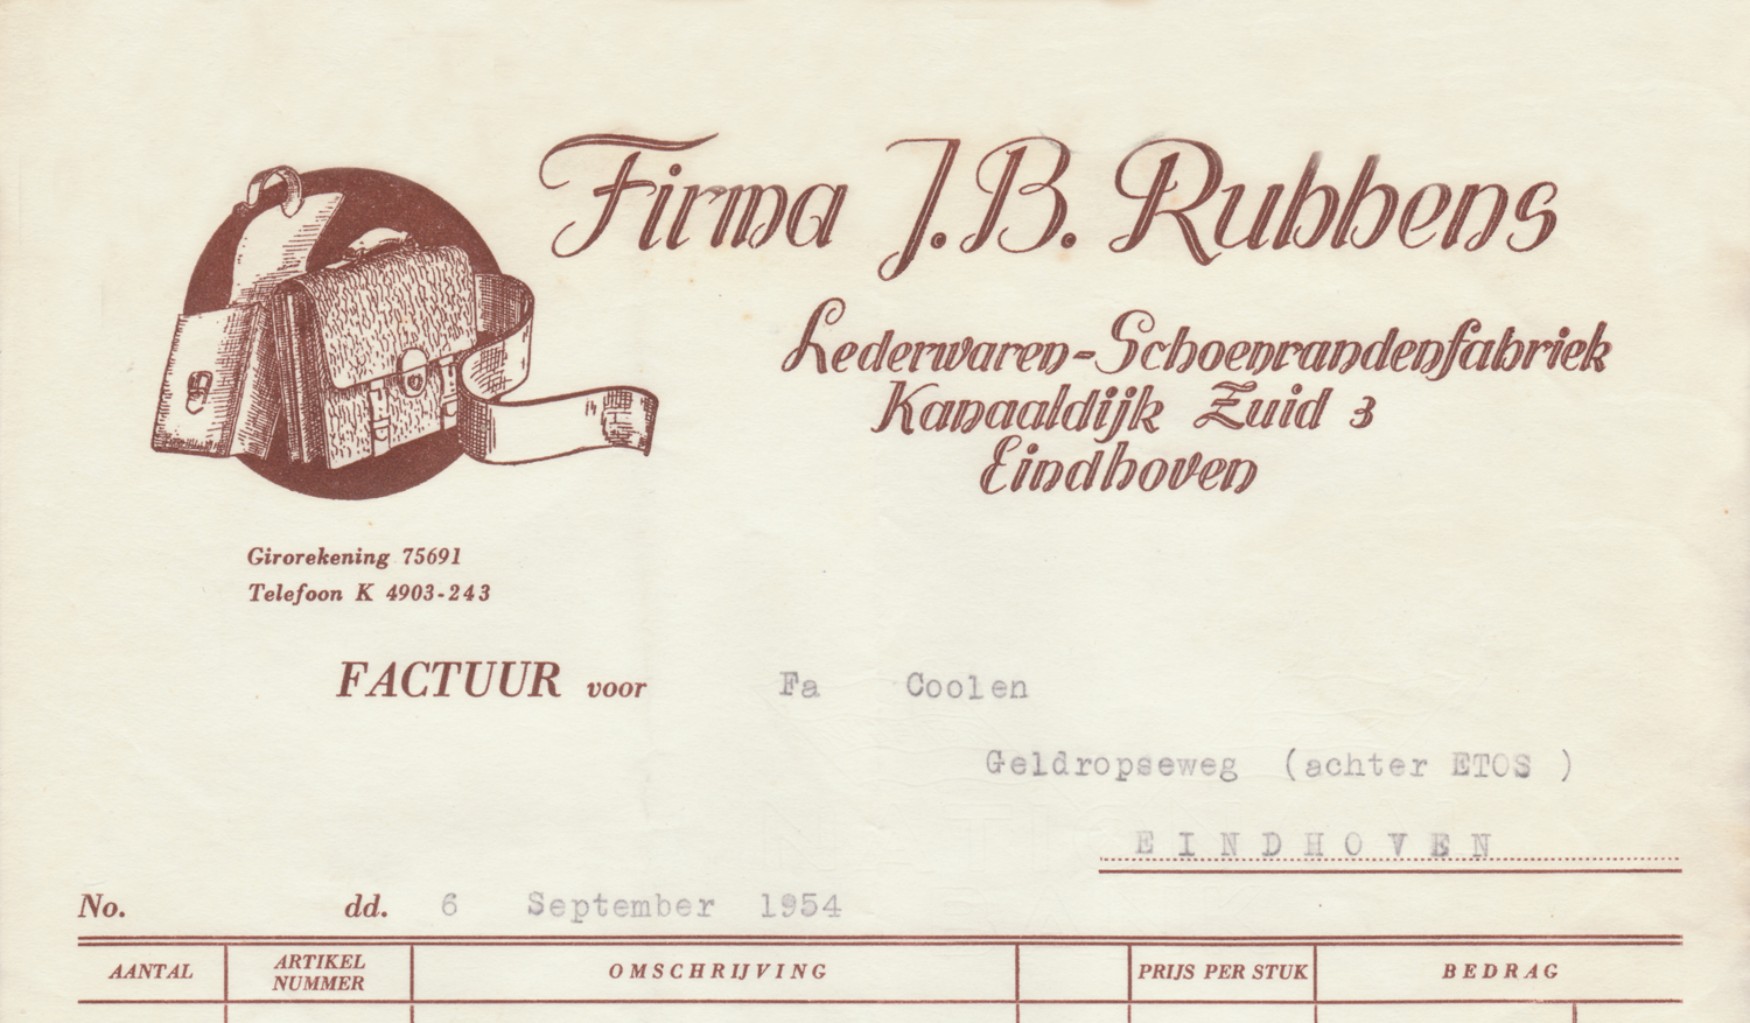 Firma J.B. Rubbens
Lederwaren-Schoenrandenfabriek
Kanaaldijk Zuid 3
Eindhoven
Girorekening 75691
Telefoon K 4903-243
FACTUUR voor Fa Coolen
Geldropseweg (achter ETOS )
EINDHOVEN
No. dd. 6 September 1954
AANTAL ARTIKEL NUMMER OMSCHRIJVING PRIJS PER STUK BEDRAG